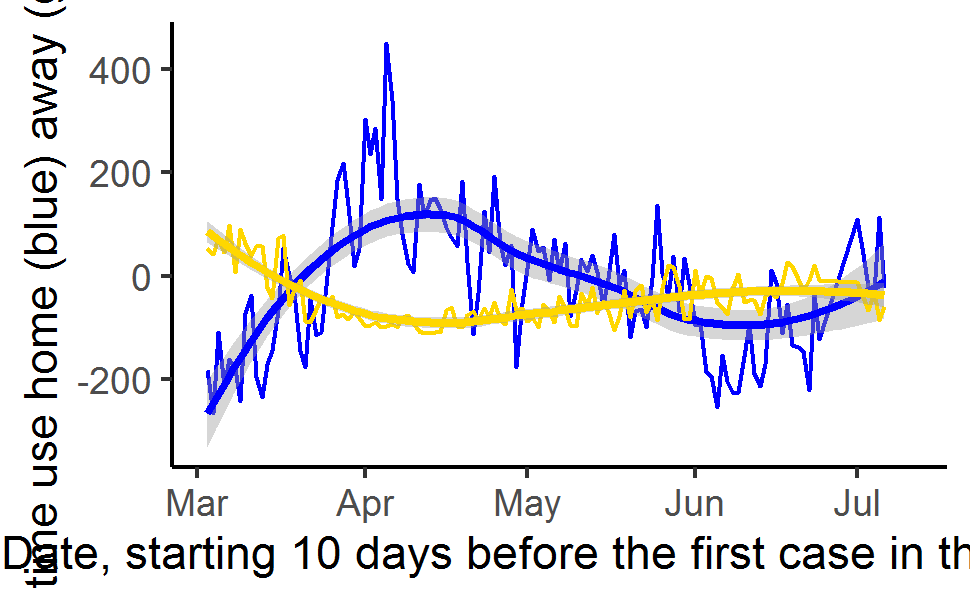 time use home (blue) away (
400
200
0
-200
Mar Apr May Jun Jul
Date, starting 10 days before the first case in th